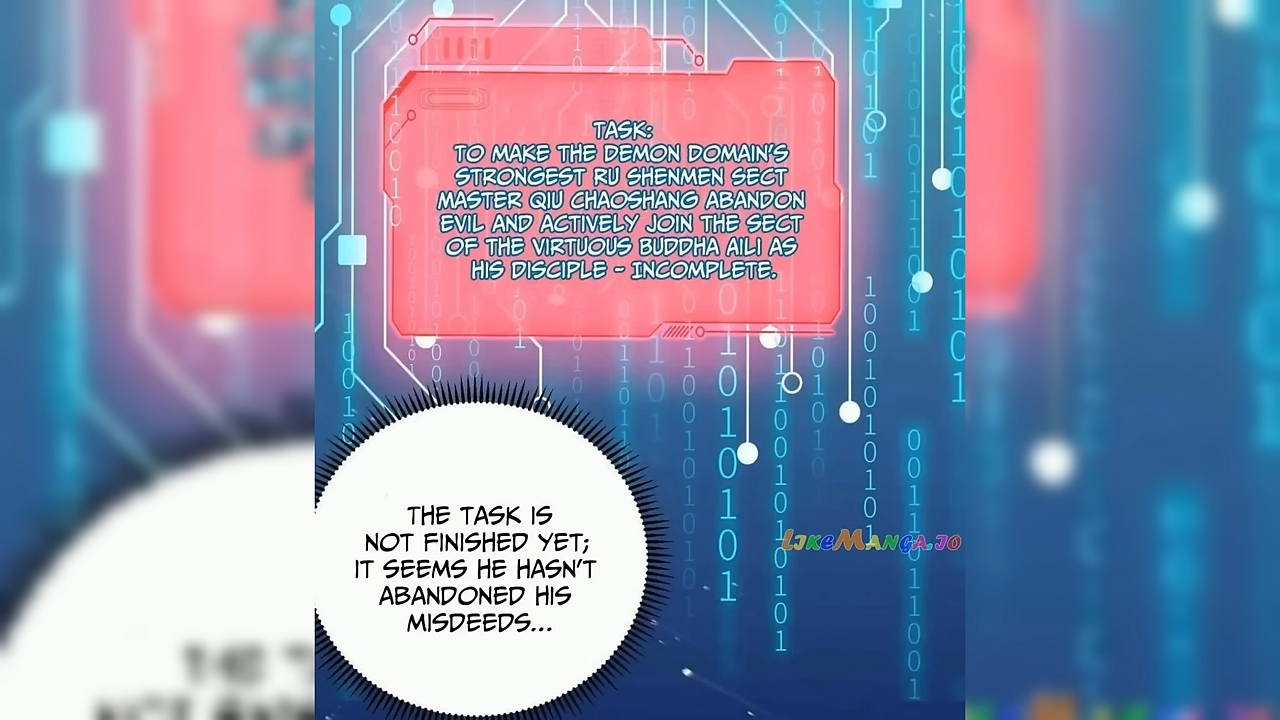 TASK:
TO MAKE THE DEMON DOMAIN'S
STRONGEST RU SHENMEN SECT
MASTER QIU CHAOSHANG ABANDON
EVIL AND ACTIVELY JOIN THE SECT
OF THE VIRTUOUS BUDDHA AILI AS
HIS DISCIPLE - INCOMPLETE.
THE TASK IS
NOT FINISHED YET;
IT SEEMS HE HASN'T
ABANDONED HIS
MISDEEDS...
LIKEMANGA.IO